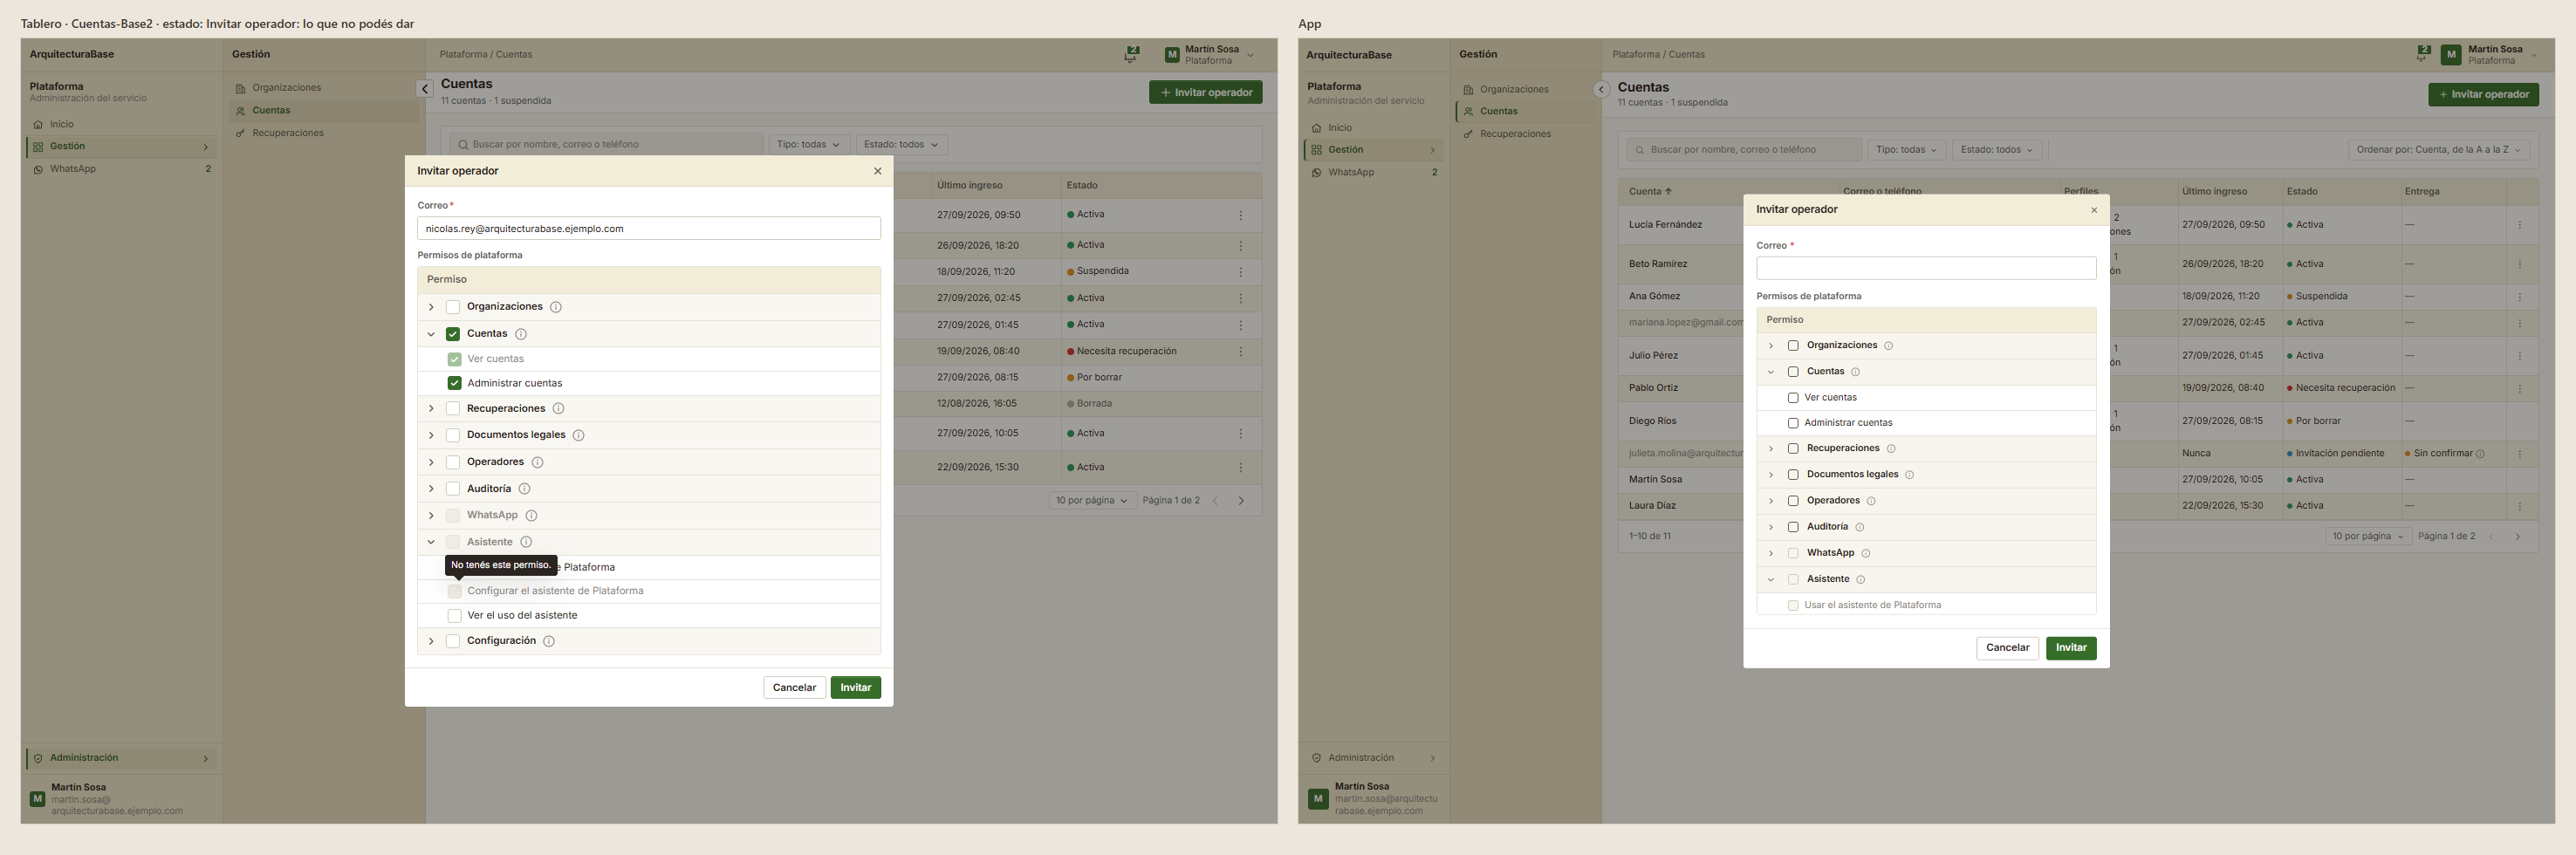 Tablero · Cuentas-Base2 · estado: Invitar operador: lo que no podés dar
ArquitecturaBase
Plataforma
Administración del servicio
Inicio
Gestión
WhatsApp 2
Administración
M
Martín Sosa
martin.sosa@
arquitecturabase.ejemplo.com
Gestión
Organizaciones
Cuentas
Recuperaciones
Plataforma / Cuentas
2
M
Martín Sosa
Plataforma
Cuentas
11 cuentas · 1 suspendida
+ Invitar operador
Buscar por nombre, correo o teléfono
Tipo: todas
Estado: todos
Último ingreso Estado
27/09/2026, 09:50 Activa
26/09/2026, 18:20 Activa
18/09/2026, 11:20 Suspendida
27/09/2026, 02:45 Activa
27/09/2026, 01:45 Activa
19/09/2026, 08:40 Necesita recuperación
27/09/2026, 08:15 Por borrar
12/08/2026, 16:05 Borrada
27/09/2026, 10:05 Activa
22/09/2026, 15:30 Activa
10 por página Página 1 de 2
Invitar operador
Correo *
nicolas.rey@arquitecturabase.ejemplo.com
Permisos de plataforma
Permiso
Organizaciones
Cuentas
Ver cuentas
Administrar cuentas
Recuperaciones
Documentos legales
Operadores
Auditoría
WhatsApp
Asistente
No tenés este permiso.
e Plataforma
Configurar el asistente de Plataforma
Ver el uso del asistente
Configuración
Cancelar
Invitar
App
ArquitecturaBase
Plataforma
Administración del servicio
Inicio
Gestión
WhatsApp 2
Administración
M
Martín Sosa
martin.sosa@arquitectu
rabase.ejemplo.com
Gestión
Organizaciones
Cuentas
Recuperaciones
Plataforma / Cuentas
2
M
Martín Sosa
Plataforma
Cuentas
11 cuentas · 1 suspendida
+ Invitar operador
Buscar por nombre, correo o teléfono
Tipo: todas
Estado: todos
Ordenar por: Cuenta, de la A a la Z
Cuenta ↑ Correo o teléfono Perfiles Último ingreso Estado Entrega
Lucía Fernández 2
ones 27/09/2026, 09:50 Activa —
Beto Ramírez 1
ón 26/09/2026, 18:20 Activa —
Ana Gómez 18/09/2026, 11:20 Suspendida —
mariana.lopez@gmail.com 27/09/2026, 02:45 Activa —
Julio Pérez 1
ón 27/09/2026, 01:45 Activa —
Pablo Ortiz 19/09/2026, 08:40 Necesita recuperación —
Diego Ríos 1
ón 27/09/2026, 08:15 Por borrar —
julieta.molina@arquitectur Nunca Invitación pendiente Sin confirmar
Martín Sosa 27/09/2026, 10:05 Activa —
Laura Díaz 22/09/2026, 15:30 Activa —
1–10 de 11
10 por página Página 1 de 2
Invitar operador
Correo *
Permisos de plataforma
Permiso
Organizaciones
Cuentas
Ver cuentas
Administrar cuentas
Recuperaciones
Documentos legales
Operadores
Auditoría
WhatsApp
Asistente
Usar el asistente de Plataforma
Cancelar
Invitar